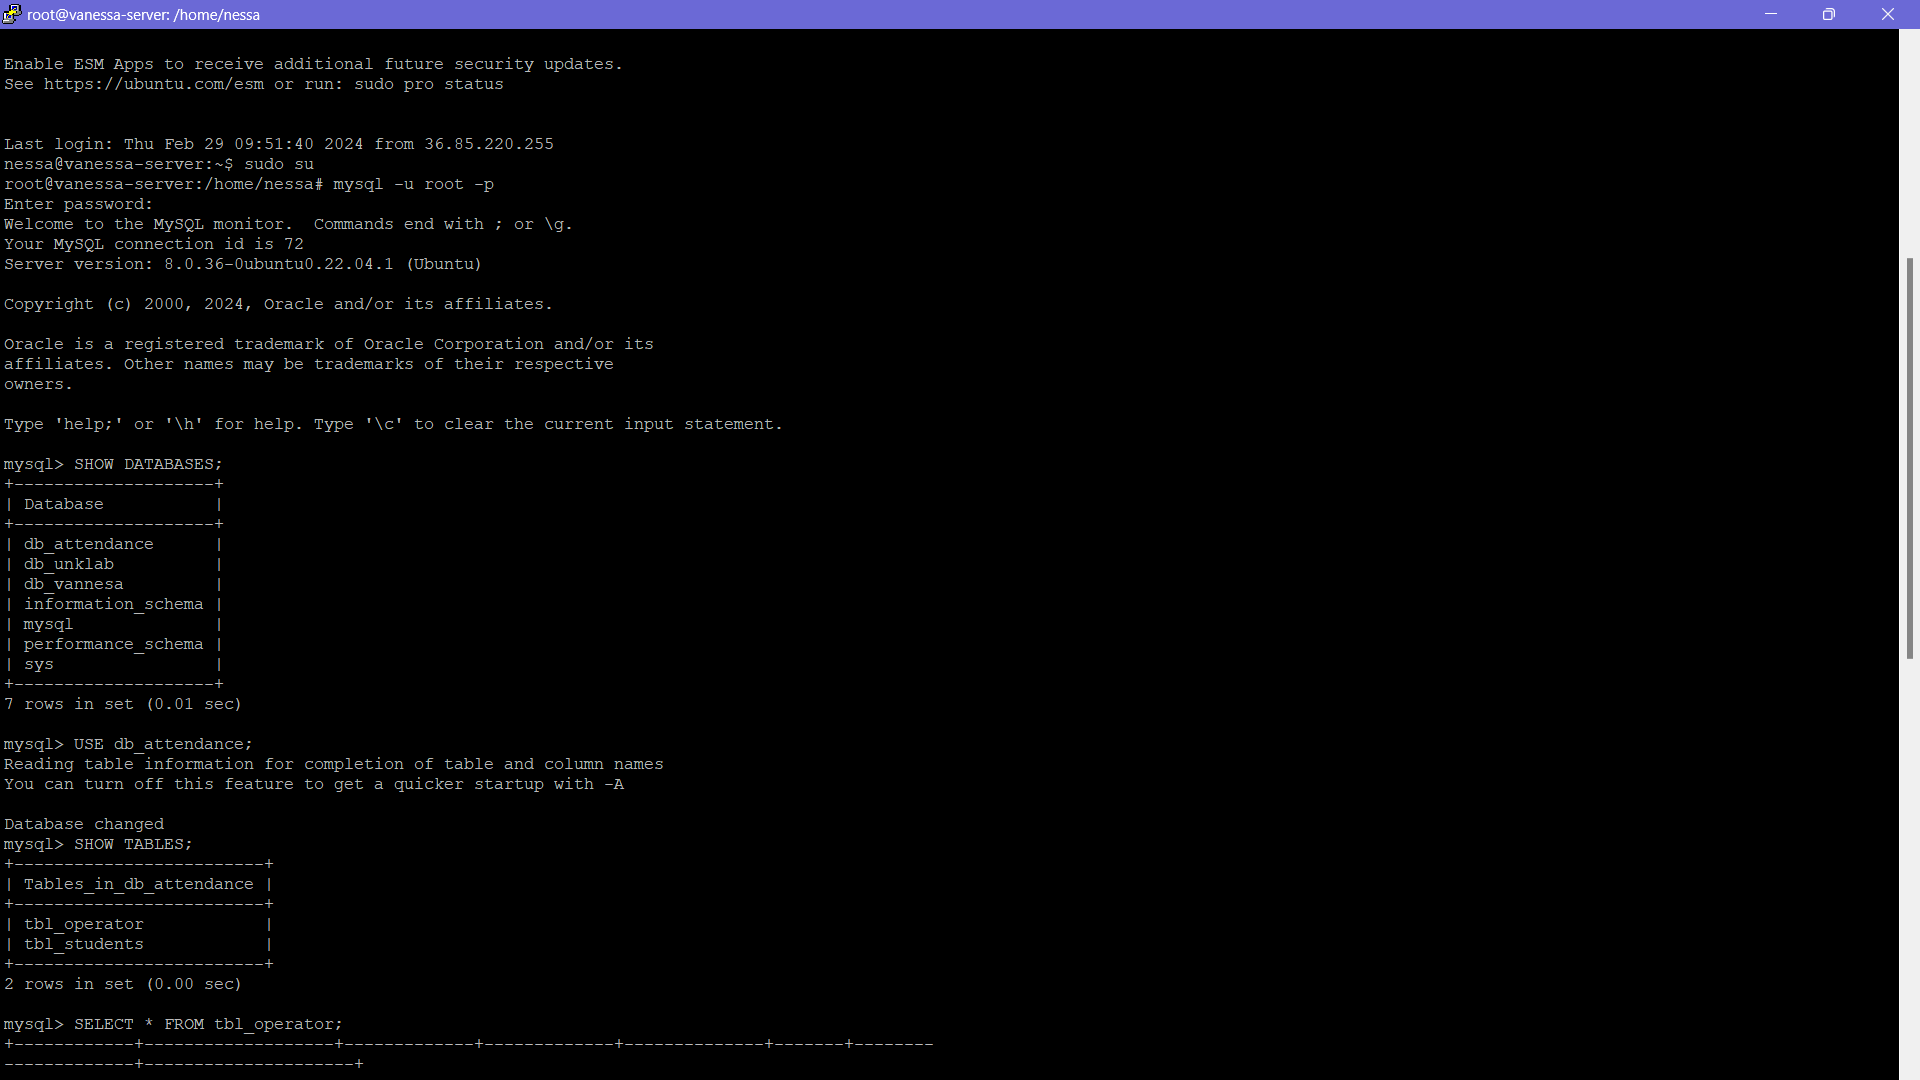 root@vanessa-server: /home/nessa
Enable ESM Apps to receive additional future security updates.
See https://ubuntu.com/esm or run: sudo pro status
Last login: Thu Feb 29 09:51:40 2024 from 36.85.220.255
nessa@vanessa-server:~$ sudo su
root@vanessa-server:/home/nessa# mysql -u root -p
Enter password:
Welcome to the MySQL monitor.  Commands end with ; or \g.
Your MySQL connection id is 72
Server version: 8.0.36-0ubuntu0.22.04.1 (Ubuntu)
Copyright (c) 2000, 2024, Oracle and/or its affiliates.
Oracle is a registered trademark of Oracle Corporation and/or its
affiliates. Other names may be trademarks of their respective
owners.
Type 'help;' or '\h' for help. Type '\c' to clear the current input statement.
mysql> SHOW DATABASES;
+--------------------+
| Database           |
+--------------------+
| db_attendance      |
| db_unklab          |
| db_vannesa         |
| information_schema |
| mysql              |
| performance_schema |
| sys                |
+--------------------+
7 rows in set (0.01 sec)
mysql> USE db_attendance;
Reading table information for completion of table and column names
You can turn off this feature to get a quicker startup with -A
Database changed
mysql> SHOW TABLES;
+-------------------------+
| Tables_in_db_attendance |
+-------------------------+
| tbl_operator            |
| tbl_students            |
+-------------------------+
2 rows in set (0.00 sec)
mysql> SELECT * FROM tbl_operator;
+------------+-------------------+-------------+-------------+--------------+-------+--------
-------------+---------------------+